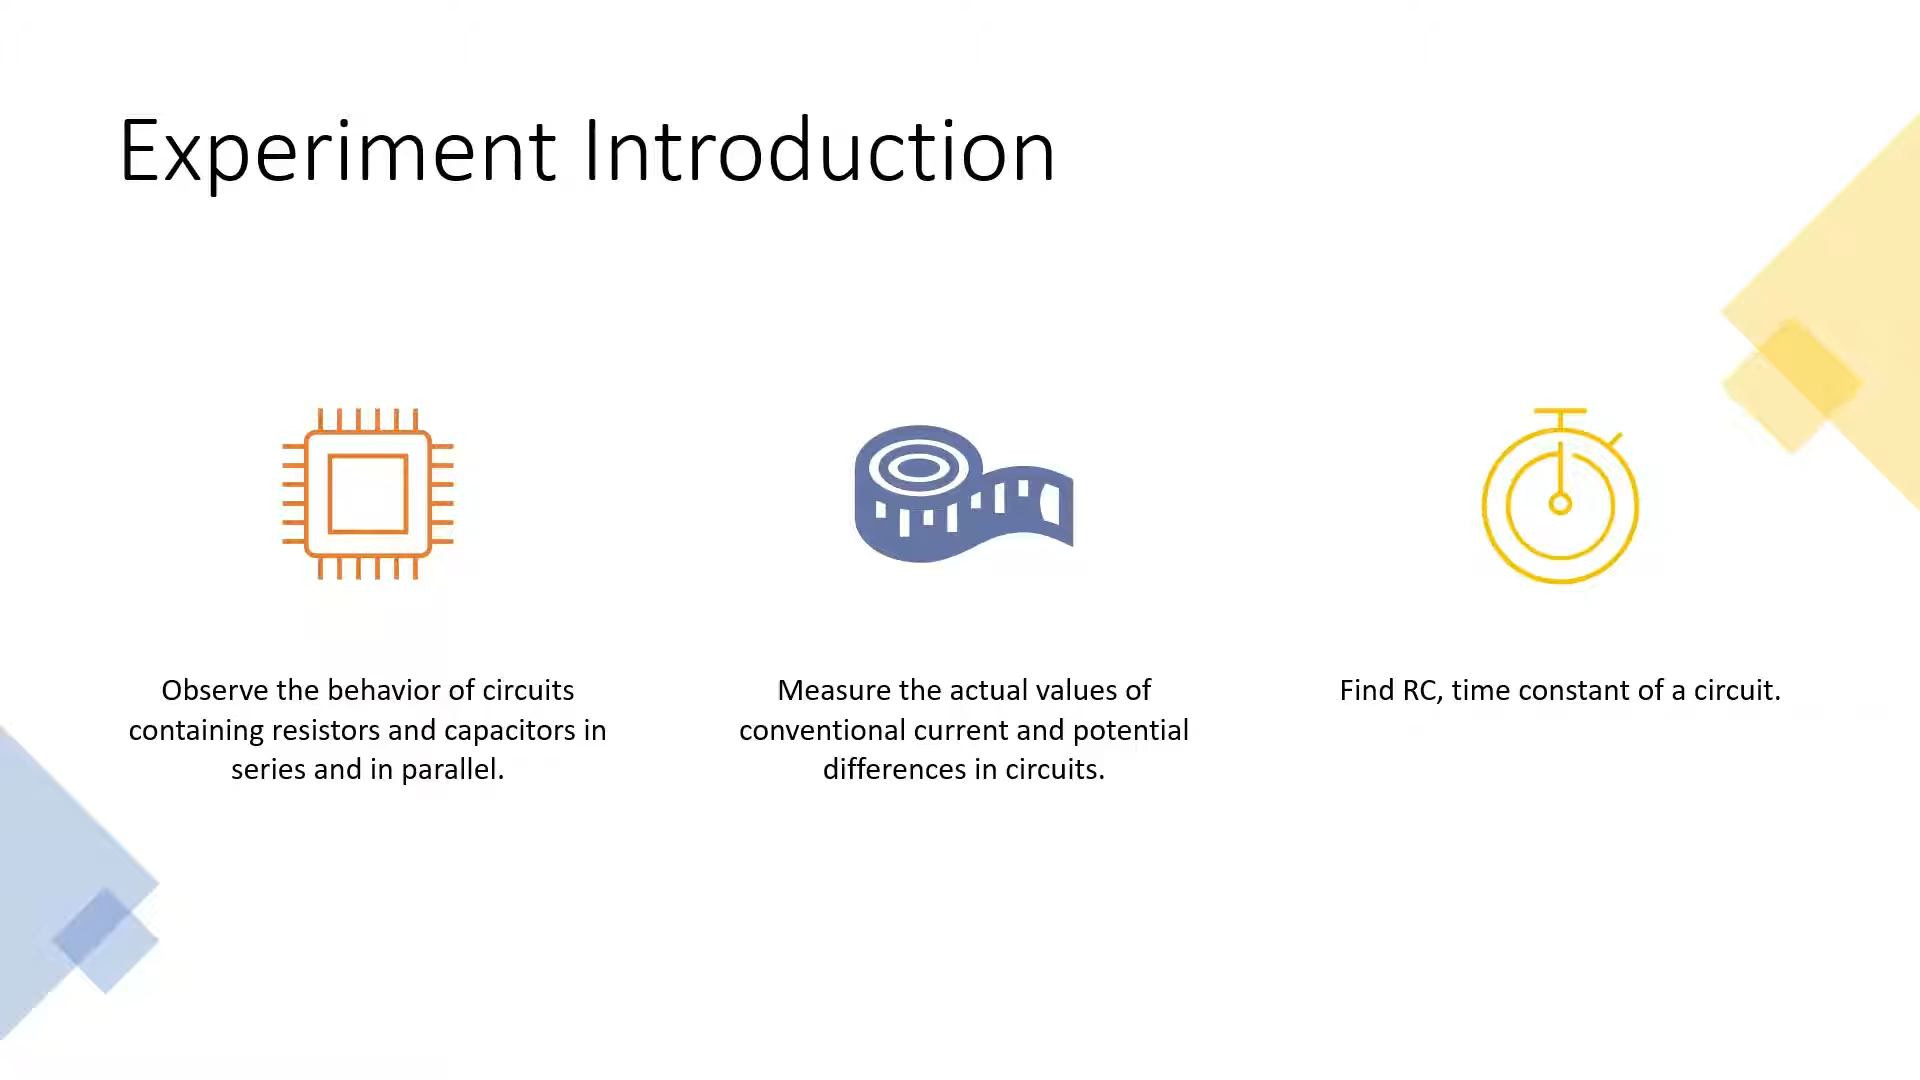 Experiment Introduction
Observe the behavior of circuits
containing resistors and capacitors in
series and in parallel.
Measure the actual values of
conventional current and potential
differences in circuits.
Find RC, time constant of a circuit.